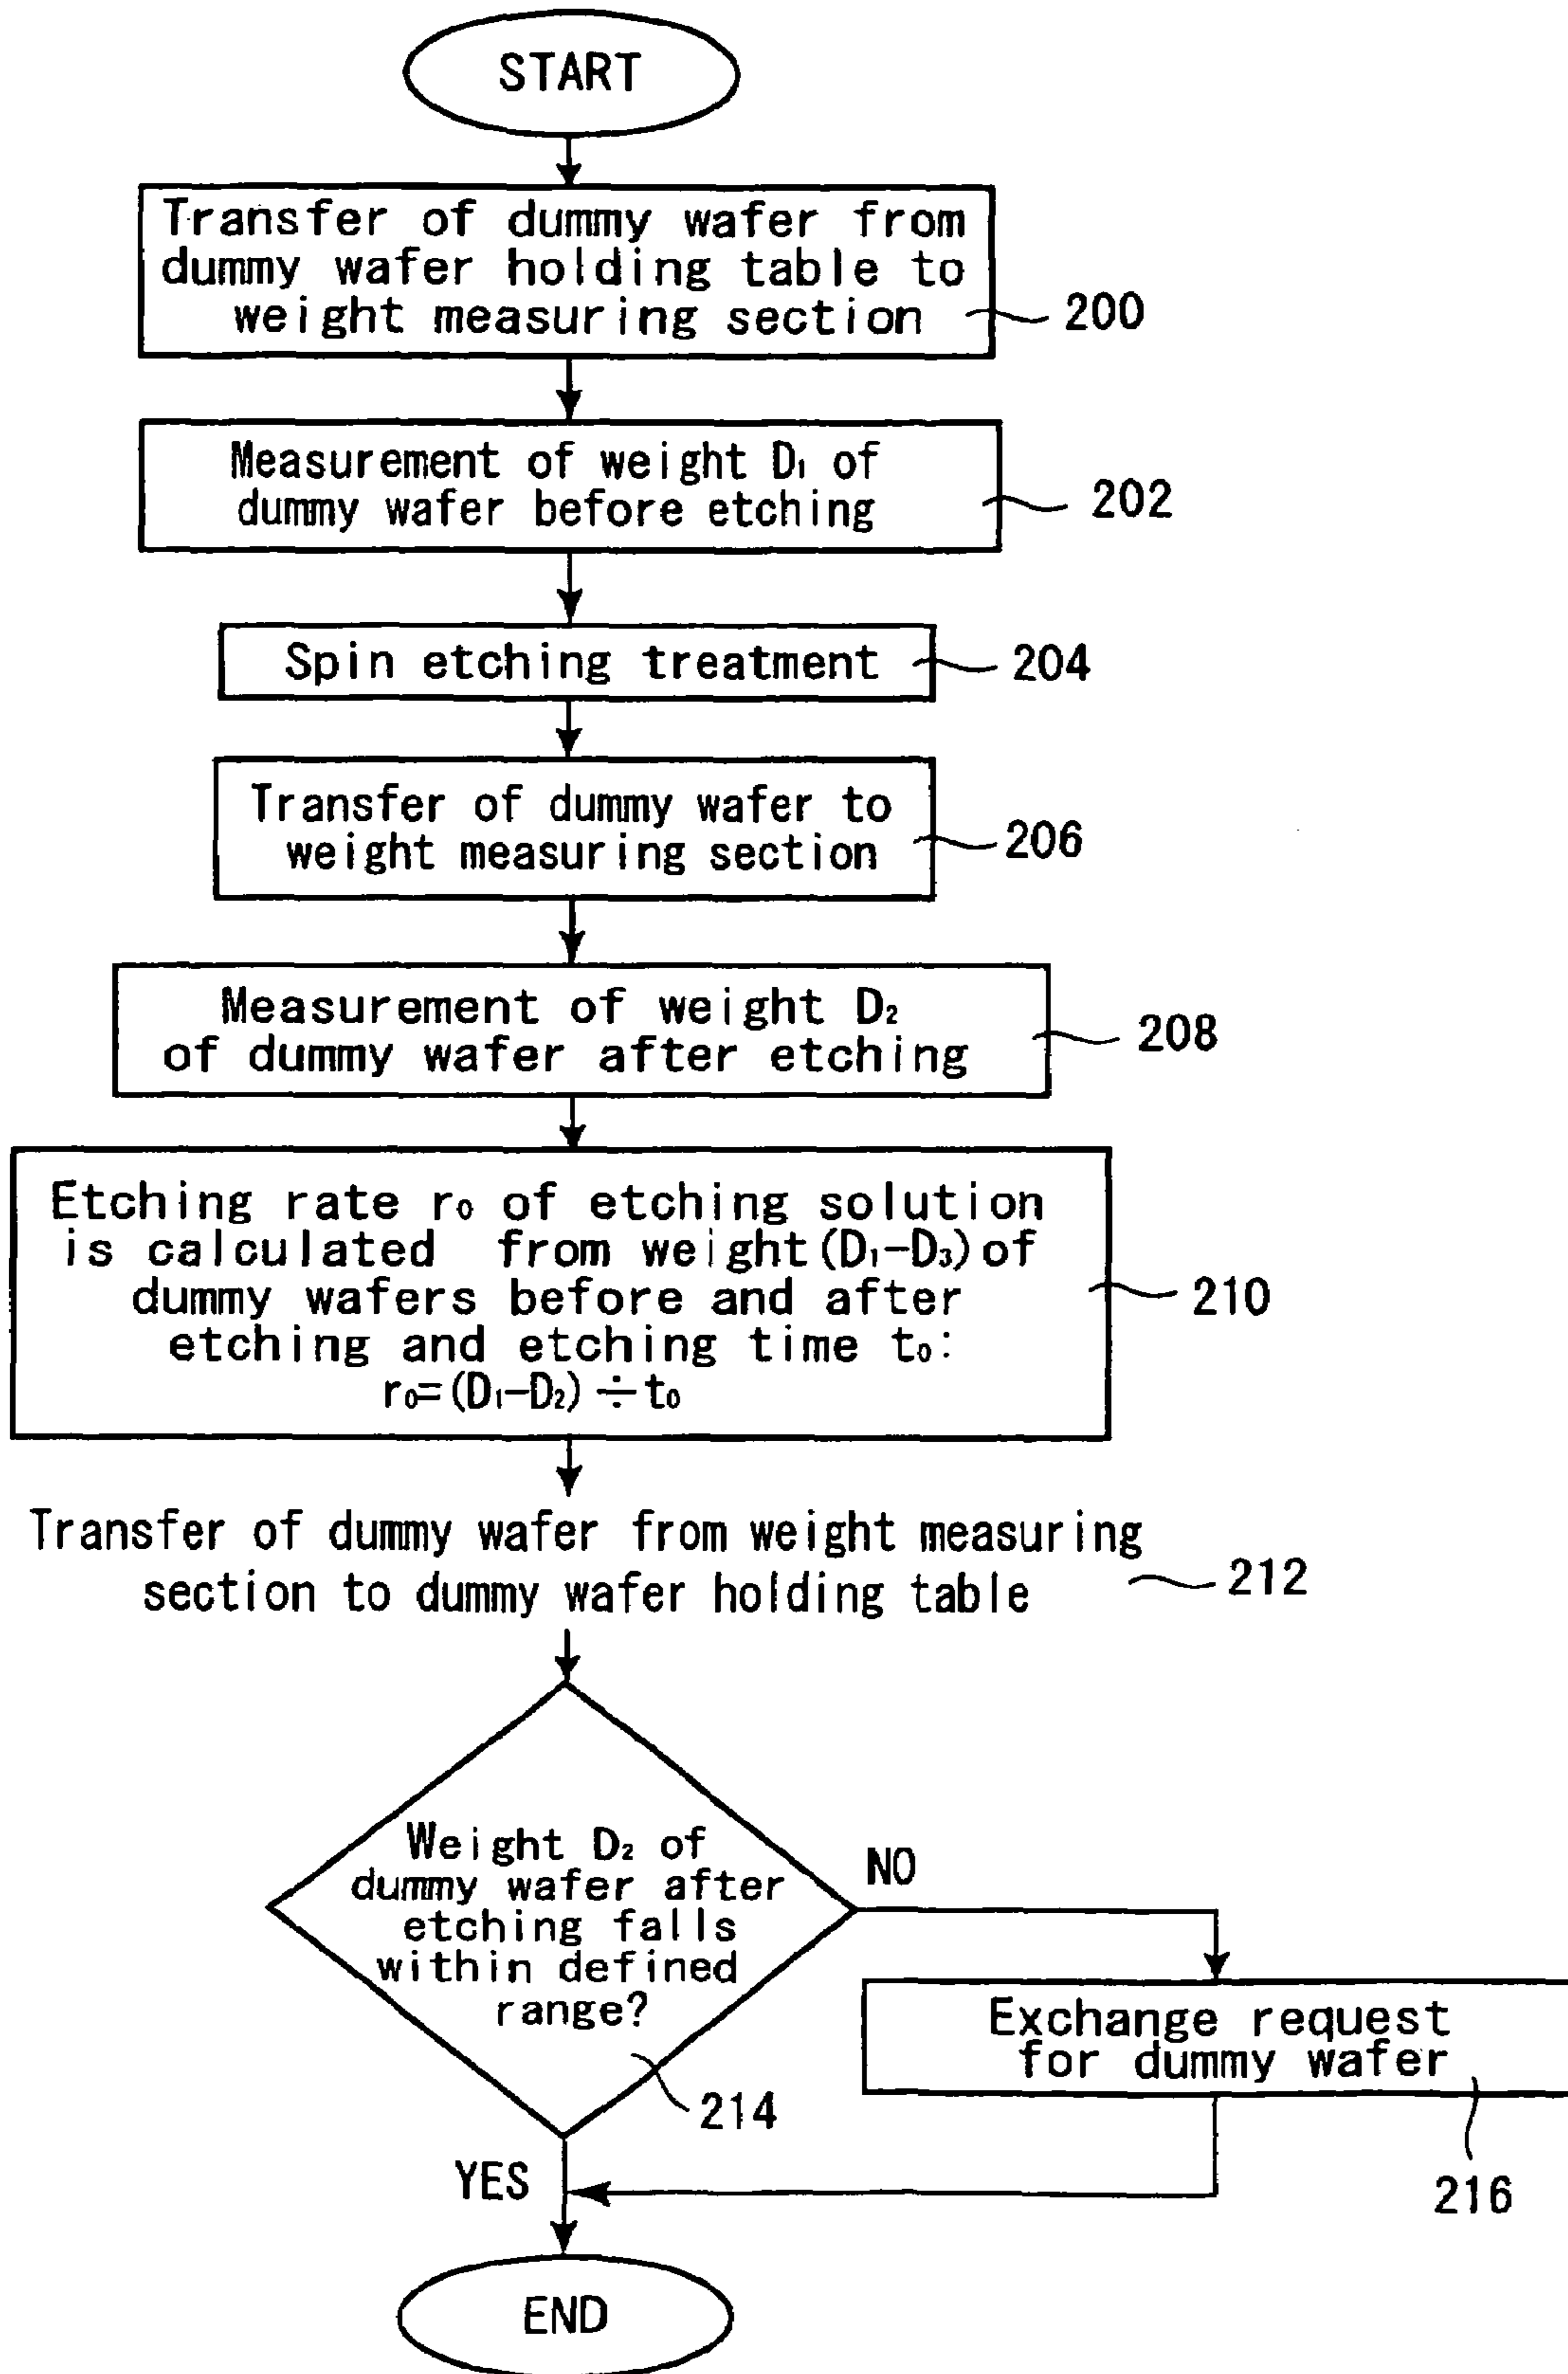 START
Transfer of dummy wafer from
dummy wafer holding table to
weight measuring section
200
Measurement of weight D₁ of
dummy wafer before etching
202
Spin etching treatment
204
Transfer of dummy wafer to
weight measuring section
206
Measurement of weight D₂
of dummy wafer after etching
208
Etching rate r₀ of etching solution
is calculated from weight(D₁-D₃)of
dummy wafers before and after
etching and etching time t₀:
r₀=(D₁-D₂)÷t₀
210
Transfer of dummy wafer from weight measuring
section to dummy wafer holding table
212
Weight D₂ of
dummy wafer after
etching falls
within defined
range?
214
NO
Exchange request
for dummy wafer
216
YES
END